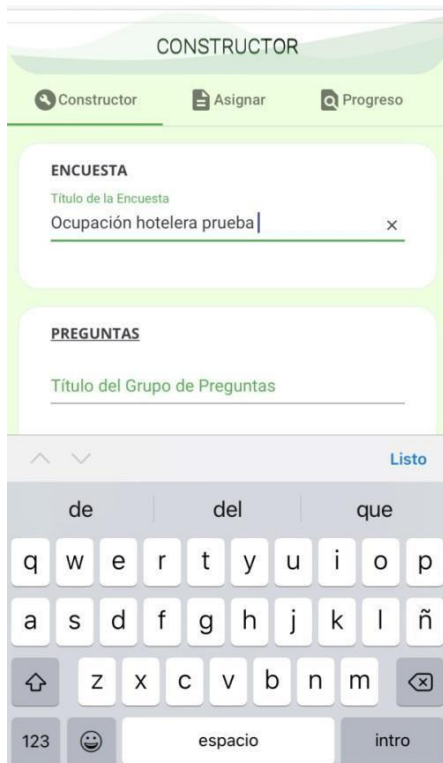 CONSTRUCTOR
Constructor Asignar Progreso
ENCUESTA
Título de la Encuesta
Ocupación hotelera prueba
PREGUNTAS
Título del Grupo de Preguntas
Listo
de del que
q w e r t y u i o p
a s d f g h j k l ñ
z x c v b n m
123 espacio intro